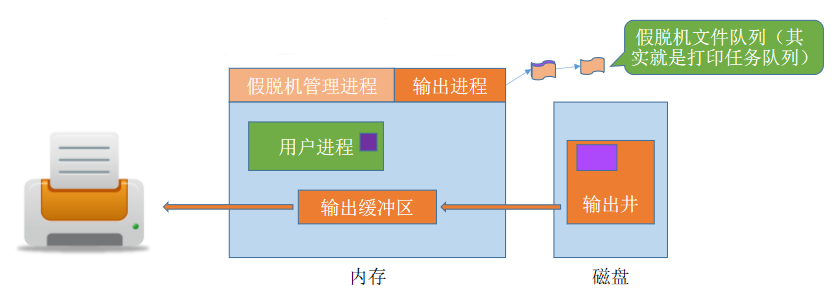 假脱机文件队列（其
实就是打印任务队列）
假脱机管理进程
输出进程
用户进程
输出缓冲区
输出井
内存
磁盘